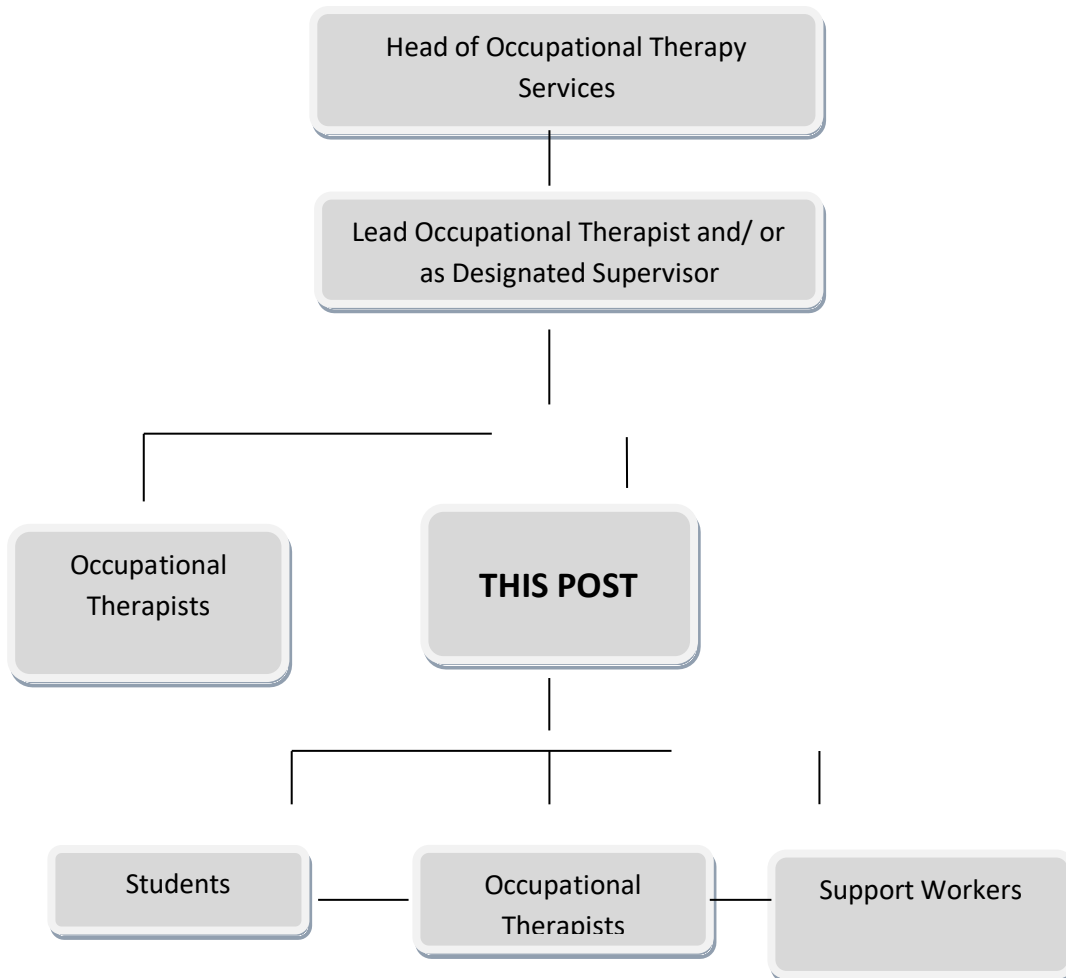 Head of Occupational Therapy
Services
Lead Occupational Therapist and/ or
as Designated Supervisor
Occupational
Therapists
THIS POST
Students
Occupational
Therapists
Support Workers